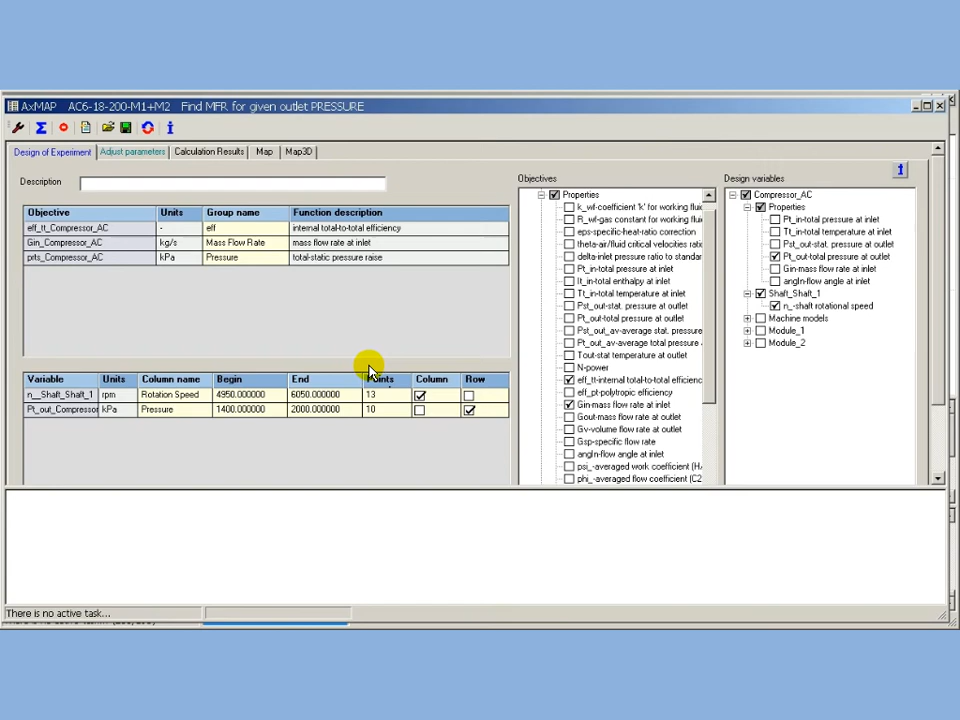 AxMAP AC6-18-200-M1+M2 Find MFR for given outlet PRESSURE
Design of Experiment Adjust parameters Calculation Results Map Map3D
Description
Objective Units Group name Function description
eff_tt_Compressor_AC - eff internal total-to-total efficiency
Gin_Compressor_AC kg/s Mass Flow Rate mass flow rate at inlet
prts_Compressor_AC kPa Pressure total-static pressure raise
Variable Units Column name Begin End Points Column Row
n__Shaft_Shaft_1 rpm Rotation Speed 4950.000000 6050.000000 13
Pt_out_Compressor kPa Pressure 1400.000000 2000.000000 10
Objectives
Properties
k_wf-coefficient 'k' for working flui
R_wf-gas constant for working flui
eps-specific-heat-ratio correction
theta-air/fluid critical velocities ratio
delta-inlet pressure ratio to standar
Pt_in-total pressure at inlet
It_in-total enthalpy at inlet
Tt_in-total temperature at inlet
Pst_out-stat. pressure at outlet
Pt_out-total pressure at outlet
Pst_out_av-average stat. pressure
Pt_out_av-average total pressure
Tout-stat temperature at outlet
N-power
eff_tt-internal total-to-total efficienc
eff_pt-polytropic efficiency
Gin-mass flow rate at inlet
Gout-mass flow rate at outlet
Gv-volume flow rate at outlet
Gsp-specific flow rate
angIn-flow angle at inlet
psi_-averaged work coefficient (H/
phi_-averaged flow coefficient (C2
Design variables
Compressor_AC
Properties
Pt_in-total pressure at inlet
Tt_in-total temperature at inlet
Pst_out-stat. pressure at outlet
Pt_out-total pressure at outlet
Gin-mass flow rate at inlet
angIn-flow angle at inlet
Shaft_Shaft_1
n_-shaft rotational speed
Machine models
Module_1
Module_2
There is no active task...